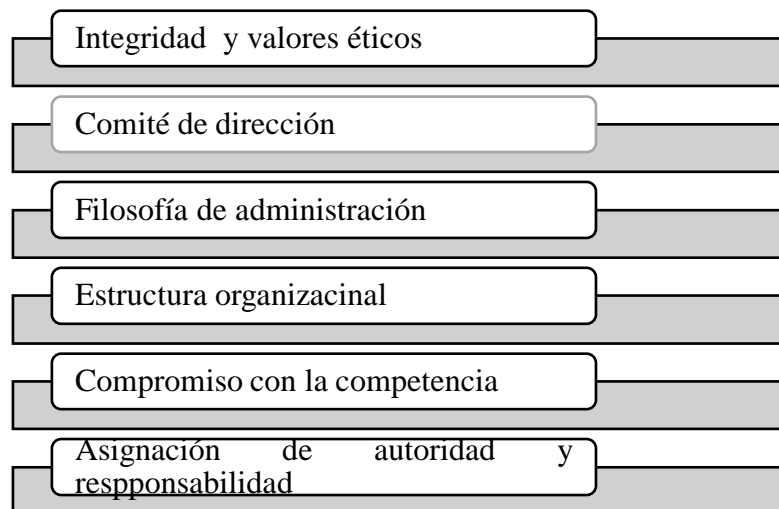 Integridad y valores éticos
Comité de dirección
Filosofía de administración
Estructura organizacinal
Compromiso con la competencia
Asignación de autoridad y
respponsabilidad